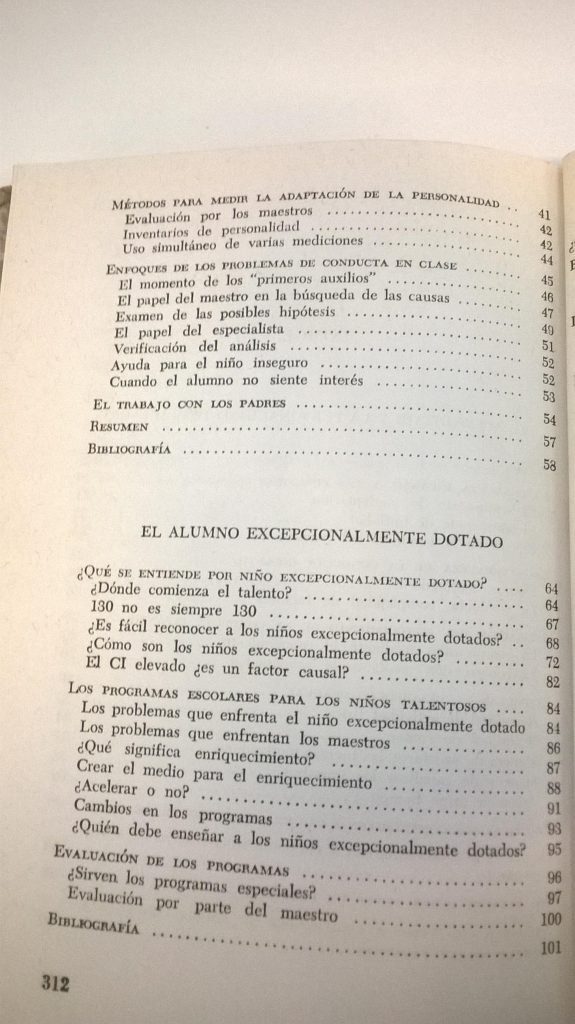 MÉTODOS PARA MEDIR LA ADAPTACIÓN DE LA PERSONALIDAD .. 41
Evaluación por los maestros ........................ 42
Inventarios de personalidad ........................ 42
Uso simultáneo de varias mediciones ................ 44
ENFOQUES DE LOS PROBLEMAS DE CONDUCTA EN CLASE ....... 45
El momento de los "primeros auxilios" .............. 46
El papel del maestro en la búsqueda de las causas ....... 47
Examen de las posibles hipótesis ................... 49
El papel del especialista .......................... 51
Verificación del análisis .......................... 52
Ayuda para el niño inseguro ........................ 52
Cuando el alumno no siente interés ................. 53
EL TRABAJO CON LOS PADRES .......................... 54
RESUMEN ............................................ 57
BIBLIOGRAFÍA ....................................... 58
EL ALUMNO EXCEPCIONALMENTE DOTADO
¿QUÉ SE ENTIENDE POR NIÑO EXCEPCIONALMENTE DOTADO? .... 64
¿Dónde comienza el talento? ........................ 64
130 no es siempre 130 .............................. 67
¿Es fácil reconocer a los niños excepcionalmente dotados? .. 68
¿Cómo son los niños excepcionalmente dotados? ......... 72
El CI elevado ¿es un factor causal? ................ 82
LOS PROGRAMAS ESCOLARES PARA LOS NIÑOS TALENTOSOS .... 84
Los problemas que enfrenta el niño excepcionalmente dotado 84
Los problemas que enfrentan los maestros ............. 86
¿Qué significa enriquecimiento? .................... 87
Crear el medio para el enriquecimiento ............. 88
¿Acelerar o no? .................................... 91
Cambios en los programas ........................... 93
¿Quién debe enseñar a los niños excepcionalmente dotados? 95
EVALUACIÓN DE LOS PROGRAMAS ........................ 96
¿Sirven los programas especiales? .................. 97
Evaluación por parte del maestro ................... 100
BIBLIOGRAFÍA ....................................... 101
312